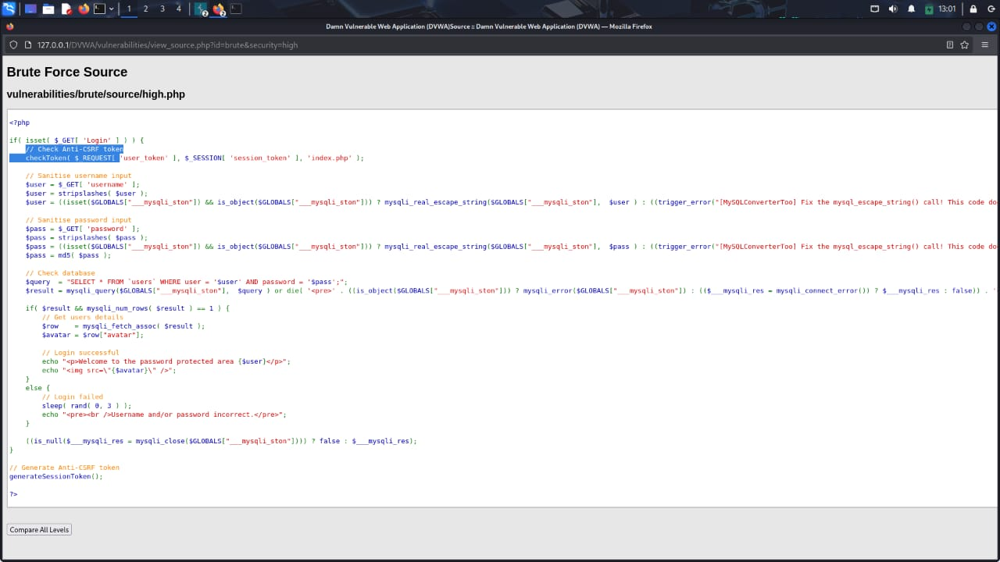 1 2 3 4 2 2 13:01
Damn Vulnerable Web Application (DVWA)Source :: Damn Vulnerable Web Application (DVWA) — Mozilla Firefox
127.0.0.1/DVWA/vulnerabilities/view_source.php?id=brute&security=high
Brute Force Source
vulnerabilities/brute/source/high.php
<?php
if( isset( $_GET[ 'Login' ] ) ) {
    // Check Anti-CSRF token
    checkToken( $_REQUEST[ 'user_token' ], $_SESSION[ 'session_token' ], 'index.php' );
    // Sanitise username input
    $user = $_GET[ 'username' ];
    $user = stripslashes( $user );
    $user = ((isset($GLOBALS["___mysqli_ston"]) && is_object($GLOBALS["___mysqli_ston"])) ? mysqli_real_escape_string($GLOBALS["___mysqli_ston"],  $user ) : ((trigger_error("[MySQLConverterToo] Fix the mysql_escape_string() call! This code do
    // Sanitise password input
    $pass = $_GET[ 'password' ];
    $pass = stripslashes( $pass );
    $pass = ((isset($GLOBALS["___mysqli_ston"]) && is_object($GLOBALS["___mysqli_ston"])) ? mysqli_real_escape_string($GLOBALS["___mysqli_ston"],  $pass ) : ((trigger_error("[MySQLConverterToo] Fix the mysql_escape_string() call! This code do
    $pass = md5( $pass );
    // Check database
    $query  = "SELECT * FROM `users` WHERE user = '$user' AND password = '$pass';";
    $result = mysqli_query($GLOBALS["___mysqli_ston"],  $query ) or die( '<pre>' . ((is_object($GLOBALS["___mysqli_ston"])) ? mysqli_error($GLOBALS["___mysqli_ston"]) : (($___mysqli_res = mysqli_connect_error()) ? $___mysqli_res : false)) . '
    if( $result && mysqli_num_rows( $result ) == 1 ) {
        // Get users details
        $row    = mysqli_fetch_assoc( $result );
        $avatar = $row["avatar"];
        // Login successful
        echo "<p>Welcome to the password protected area {$user}</p>";
        echo "<img src=\"{$avatar}\" />";
    }
    else {
        // Login failed
        sleep( rand( 0, 3 ) );
        echo "<pre><br />Username and/or password incorrect.</pre>";
    }
    ((is_null($___mysqli_res = mysqli_close($GLOBALS["___mysqli_ston"]))) ? false : $___mysqli_res);
}
// Generate Anti-CSRF token
generateSessionToken();
?>
Compare All Levels